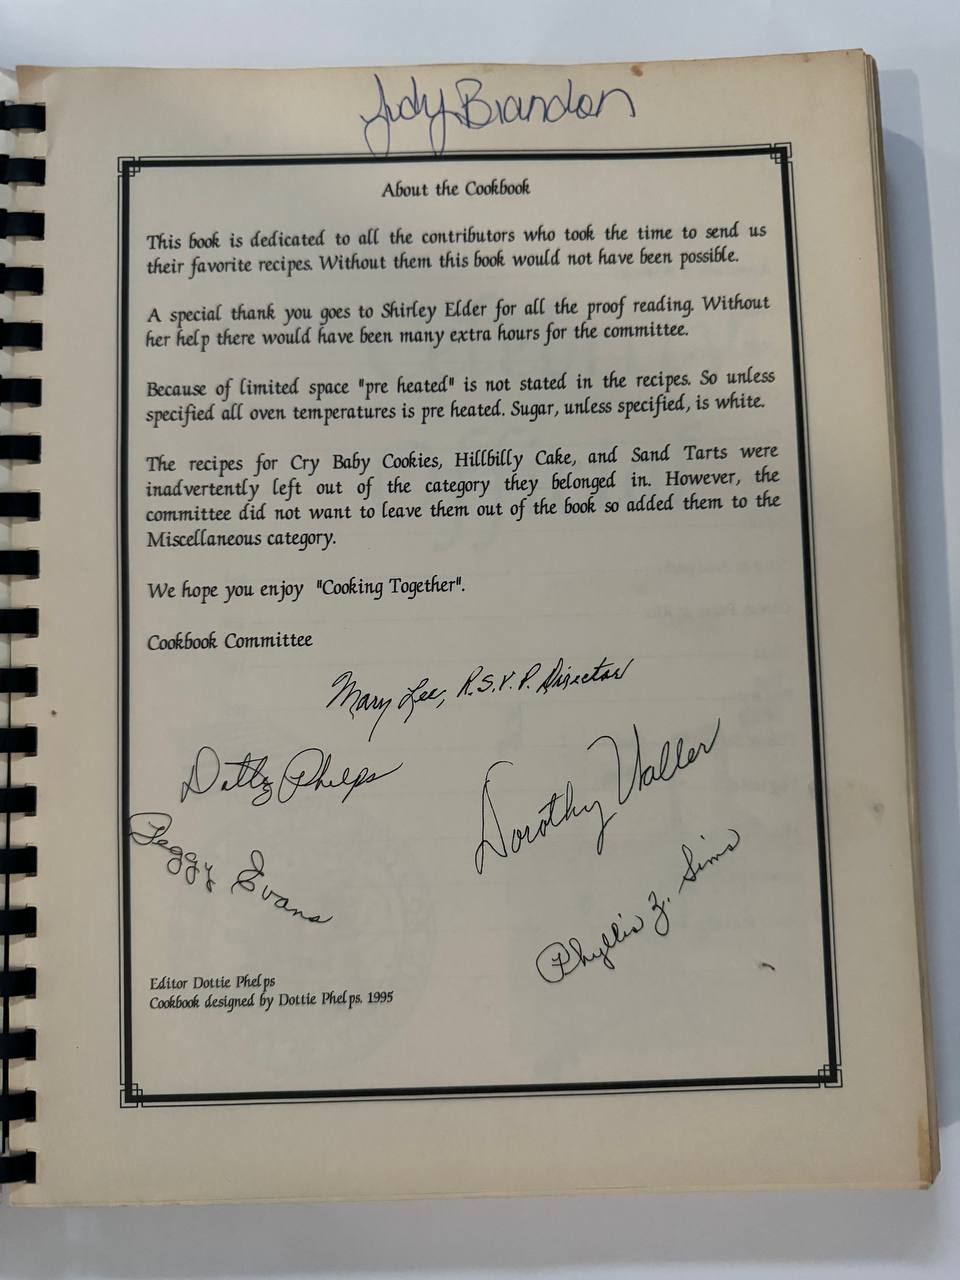 Judy Brandon
About the Cookbook
This book is dedicated to all the contributors who took the time to send us
their favorite recipes. Without them this book would not have been possible.
A special thank you goes to Shirley Elder for all the proof reading. Without
her help there would have been many extra hours for the committee.
Because of limited space "pre heated" is not stated in the recipes. So unless
specified all oven temperatures is pre heated. Sugar, unless specified, is white.
The recipes for Cry Baby Cookies, Hillbilly Cake, and Sand Tarts were
inadvertently left out of the category they belonged in. However, the
committee did not want to leave them out of the book so added them to the
Miscellaneous category.
We hope you enjoy "Cooking Together".
Cookbook Committee
Mary Lee, R.S.V.P. Director
Dotty Phelps
Dorothy Waller
Peggy Evans
Phyllis Z. Sims
Editor Dottie Phelps
Cookbook designed by Dottie Phelps, 1995